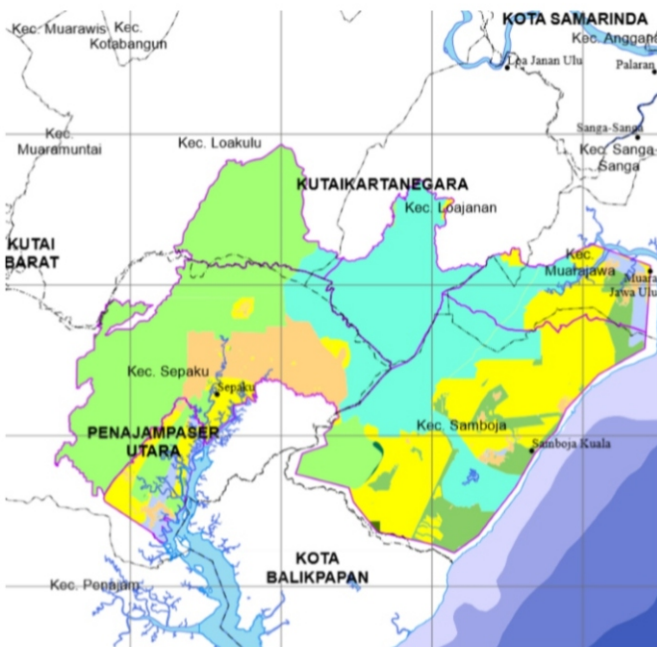 KOTA SAMARINDA
Kec. Muarawis
Kec.
Kotabangun
Kec. Anggana
Loa Janan Ulu
Palaran
Kec.
Muaramuntai
Kec. Loakulu
Sanga-Sanga
Kec. Sanga-
Sanga
KUTAIKARTANEGARA
Kec. Loajanan
KUTAI
BARAT
Kec.
Muarajawa
Muara
Jawa Ulu
Kec. Sepaku
Sepaku
PENAJAMPASER
UTARA
Kec. Samboja
Samboja Kuala
KOTA
BALIKPAPAN
Kec. Penajam